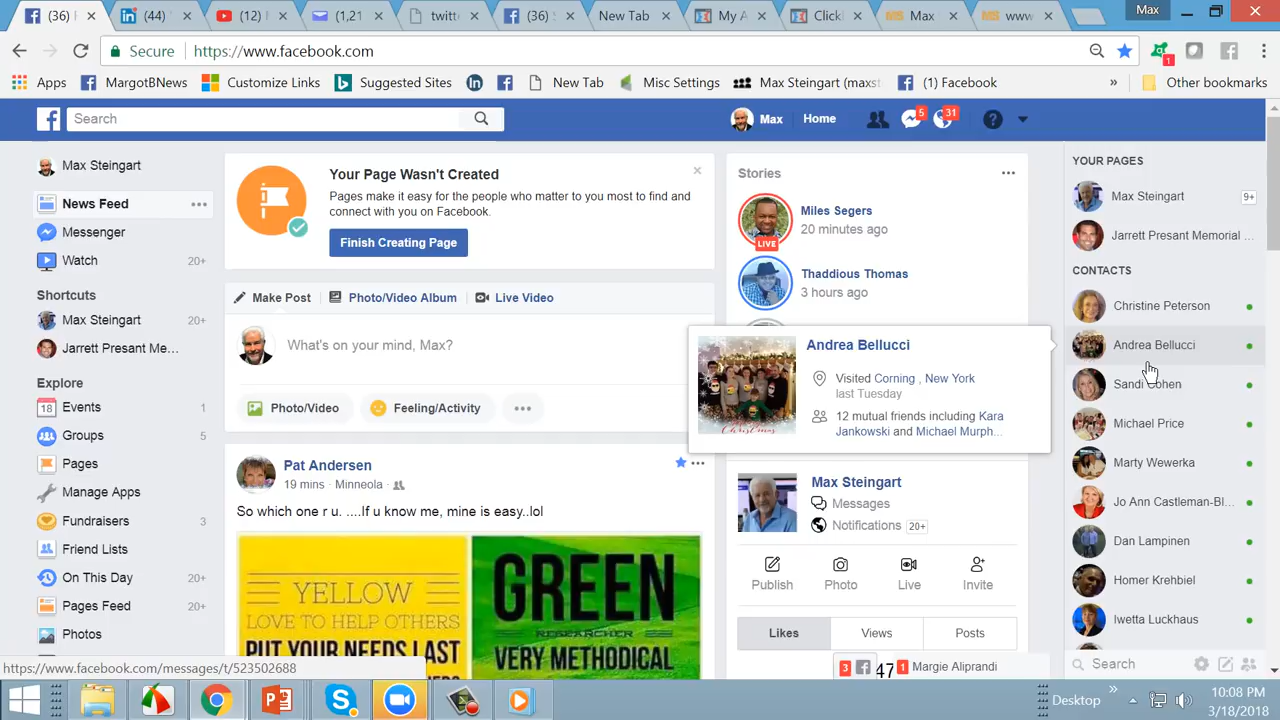 Max
(36) F
(44)
(12)
(1,21
twitt
(36)
New Tab
My A
Click
Max
www
Secure
https://www.facebook.com
Apps
MargotBNews
Customize Links
Suggested Sites
New Tab
Misc Settings
Max Steingart (maxst
(1) Facebook
»
Other bookmarks
Search
Max
Home
5
31
Max Steingart
News Feed
Messenger
Watch 20+
Shortcuts
Max Steingart 20+
Jarrett Presant Me...
Explore
18 Events 1
Groups 5
Pages
Manage Apps
Fundraisers 3
Friend Lists
On This Day 20+
Pages Feed 20+
Photos
Your Page Wasn't Created
Pages make it easy for the people who matter to you most to find and
connect with you on Facebook.
Finish Creating Page
Make Post
Photo/Video Album
Live Video
What's on your mind, Max?
Photo/Video
Feeling/Activity
Pat Andersen
19 mins · Minneola ·
So which one r u. ....If u know me, mine is easy..lol
YELLOW
LOVE TO HELP OTHERS
PUT YOUR NEEDS LAST
GREEN
RESEARCHER
VERY METHODICAL
Stories
Miles Segers
20 minutes ago
LIVE
Thaddious Thomas
3 hours ago
Andrea Bellucci
Visited Corning , New York
last Tuesday
12 mutual friends including Kara
Jankowski and Michael Murph...
Max Steingart
Messages
Notifications 20+
Publish
Photo
Live
Invite
Likes
Views
Posts
3
47
1 Margie Aliprandi
YOUR PAGES
Max Steingart 9+
Jarrett Presant Memorial ...
CONTACTS
Christine Peterson
Andrea Bellucci
Sandi Cohen
Michael Price
Marty Wewerka
Jo Ann Castleman-Bl...
Dan Lampinen
Homer Krehbiel
Iwetta Luckhaus
Search
https://www.facebook.com/messages/t/523502688
Desktop
»
10:08 PM
3/18/2018